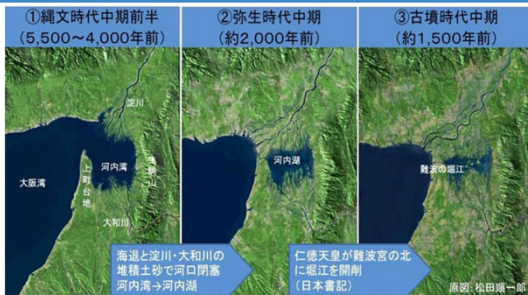 ①縄文時代中期前半
(5,500～4,000年前)
②弥生時代中期
(約2,000年前)
③古墳時代中期
(約1,500年前)
淀川
河内湾
大阪湾
上町台地
大和川
河内湖
難波の堀江
海退と淀川・大和川の
堆積土砂で河口閉塞
河内湾→河内湖
仁徳天皇が難波宮の北
に堀江を開削
(日本書記)
原図:松田順一郎